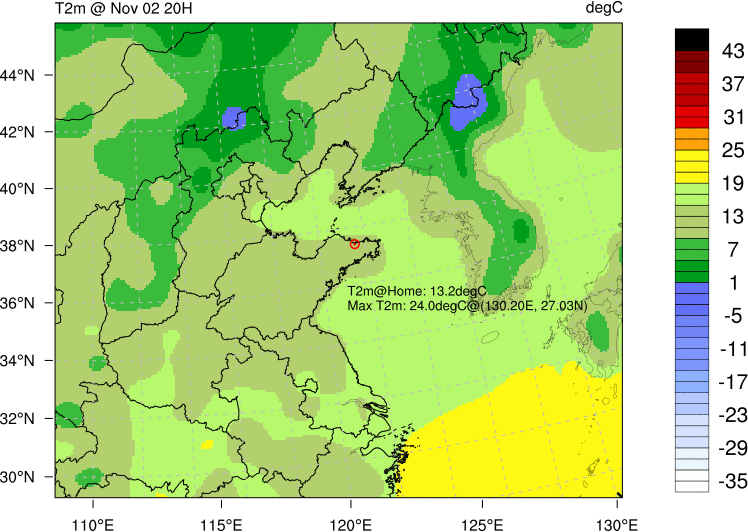 T2m @ Nov 02 20H
degC
44°N
42°N
40°N
38°N
36°N
34°N
32°N
30°N
T2m@Home: 13.2degC
Max T2m: 24.0degC@(130.20E, 27.03N)
110°E
115°E
120°E
125°E
130°E
43
37
31
25
19
13
7
1
-5
-11
-17
-23
-29
-35